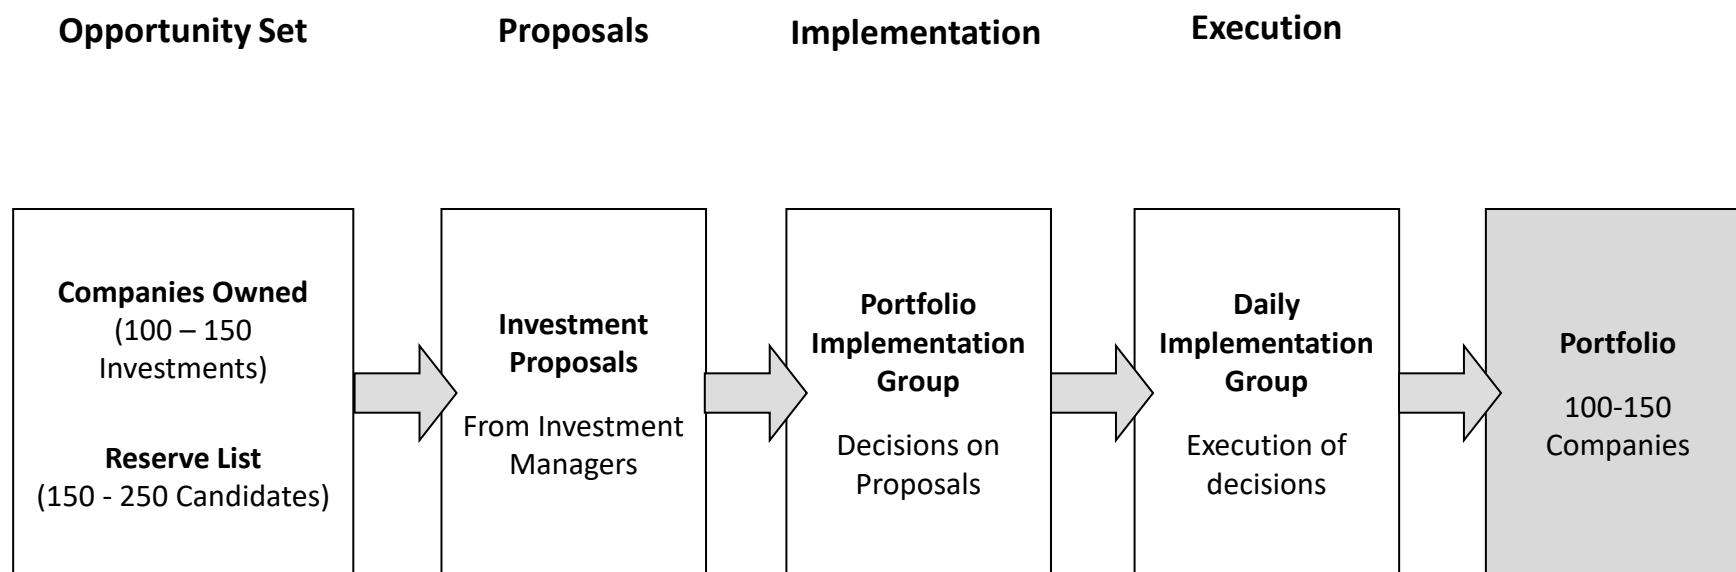 Opportunity Set
Proposals
Implementation
Execution
Companies Owned
(100 – 150
Investments)
Reserve List
(150 - 250 Candidates)
Investment
Proposals
From Investment
Managers
Portfolio
Implementation
Group
Decisions on
Proposals
Daily
Implementation
Group
Execution of
decisions
Portfolio
100-150
Companies